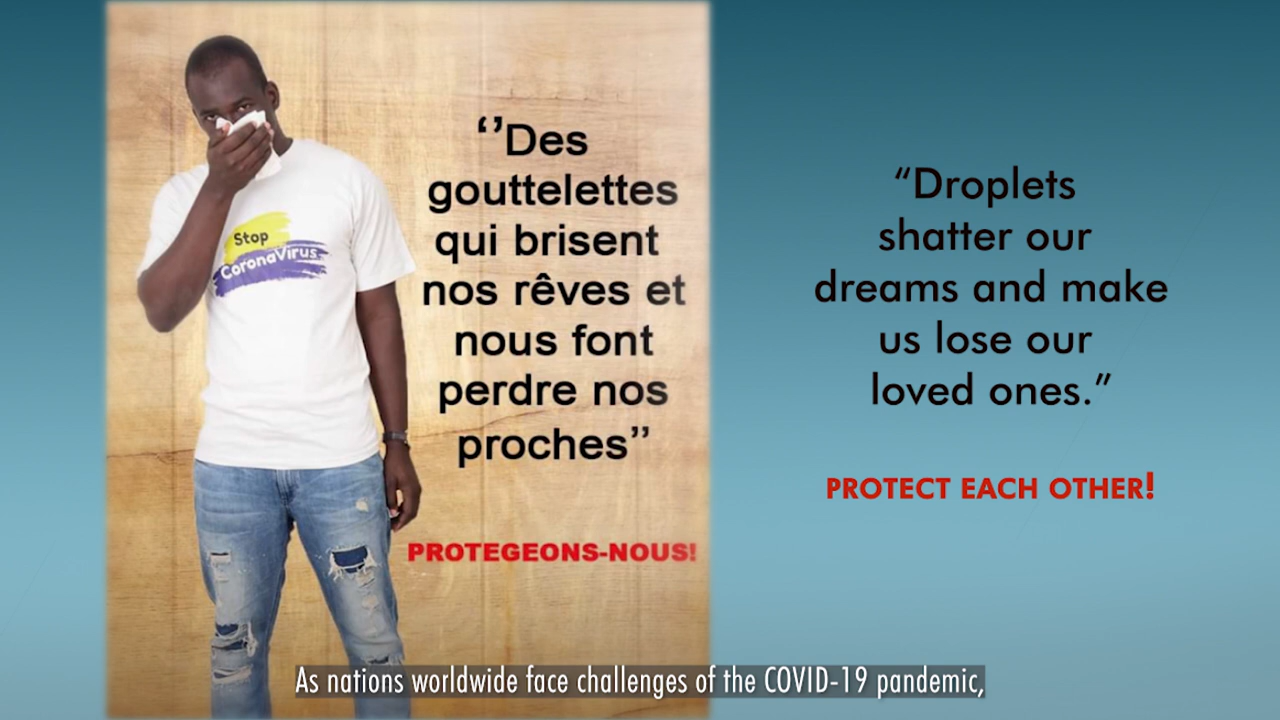 Stop
CoronaVirus
‘’Des
gouttelettes
qui brisent
nos rêves et
nous font
perdre nos
proches’’
PROTEGEONS-NOUS!
“Droplets
shatter our
dreams and make
us lose our
loved ones.”
PROTECT EACH OTHER!
As nations worldwide face challenges of the COVID-19 pandemic,